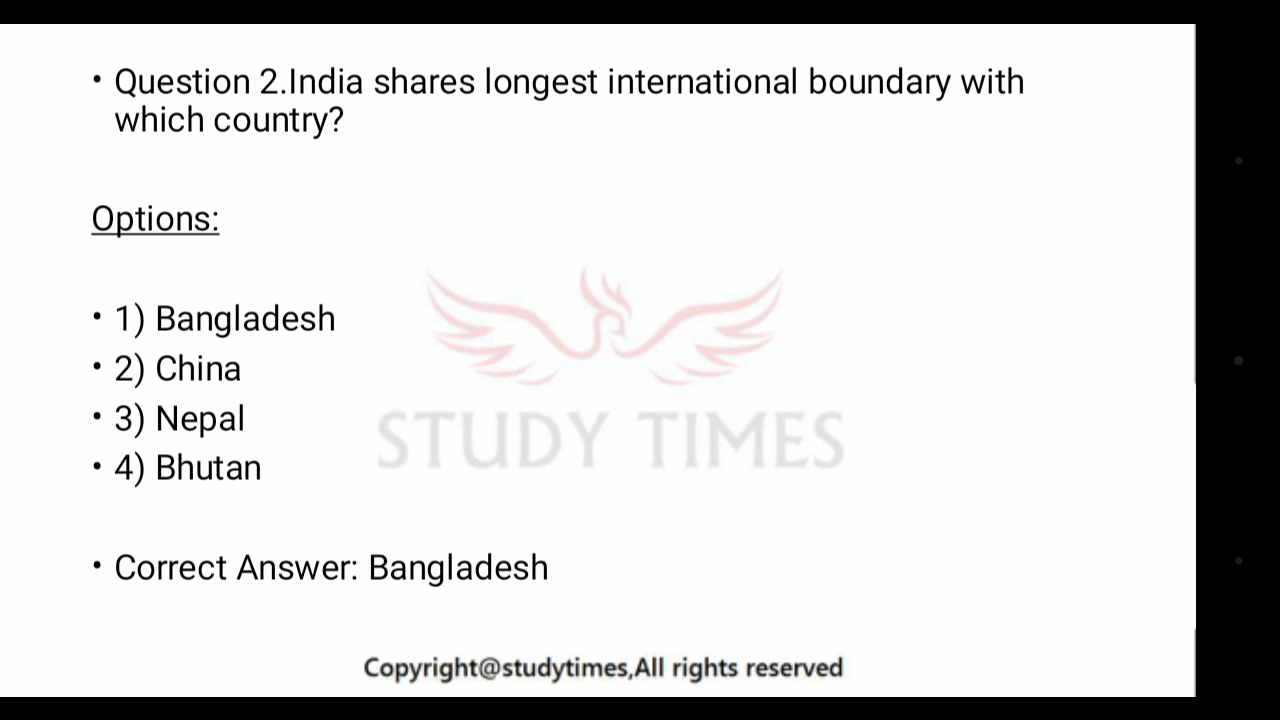 • Question 2.India shares longest international boundary with
which country?
Options:
• 1) Bangladesh
• 2) China
• 3) Nepal
• 4) Bhutan
STUDY TIMES
• Correct Answer: Bangladesh
Copyright@studytimes,All rights reserved